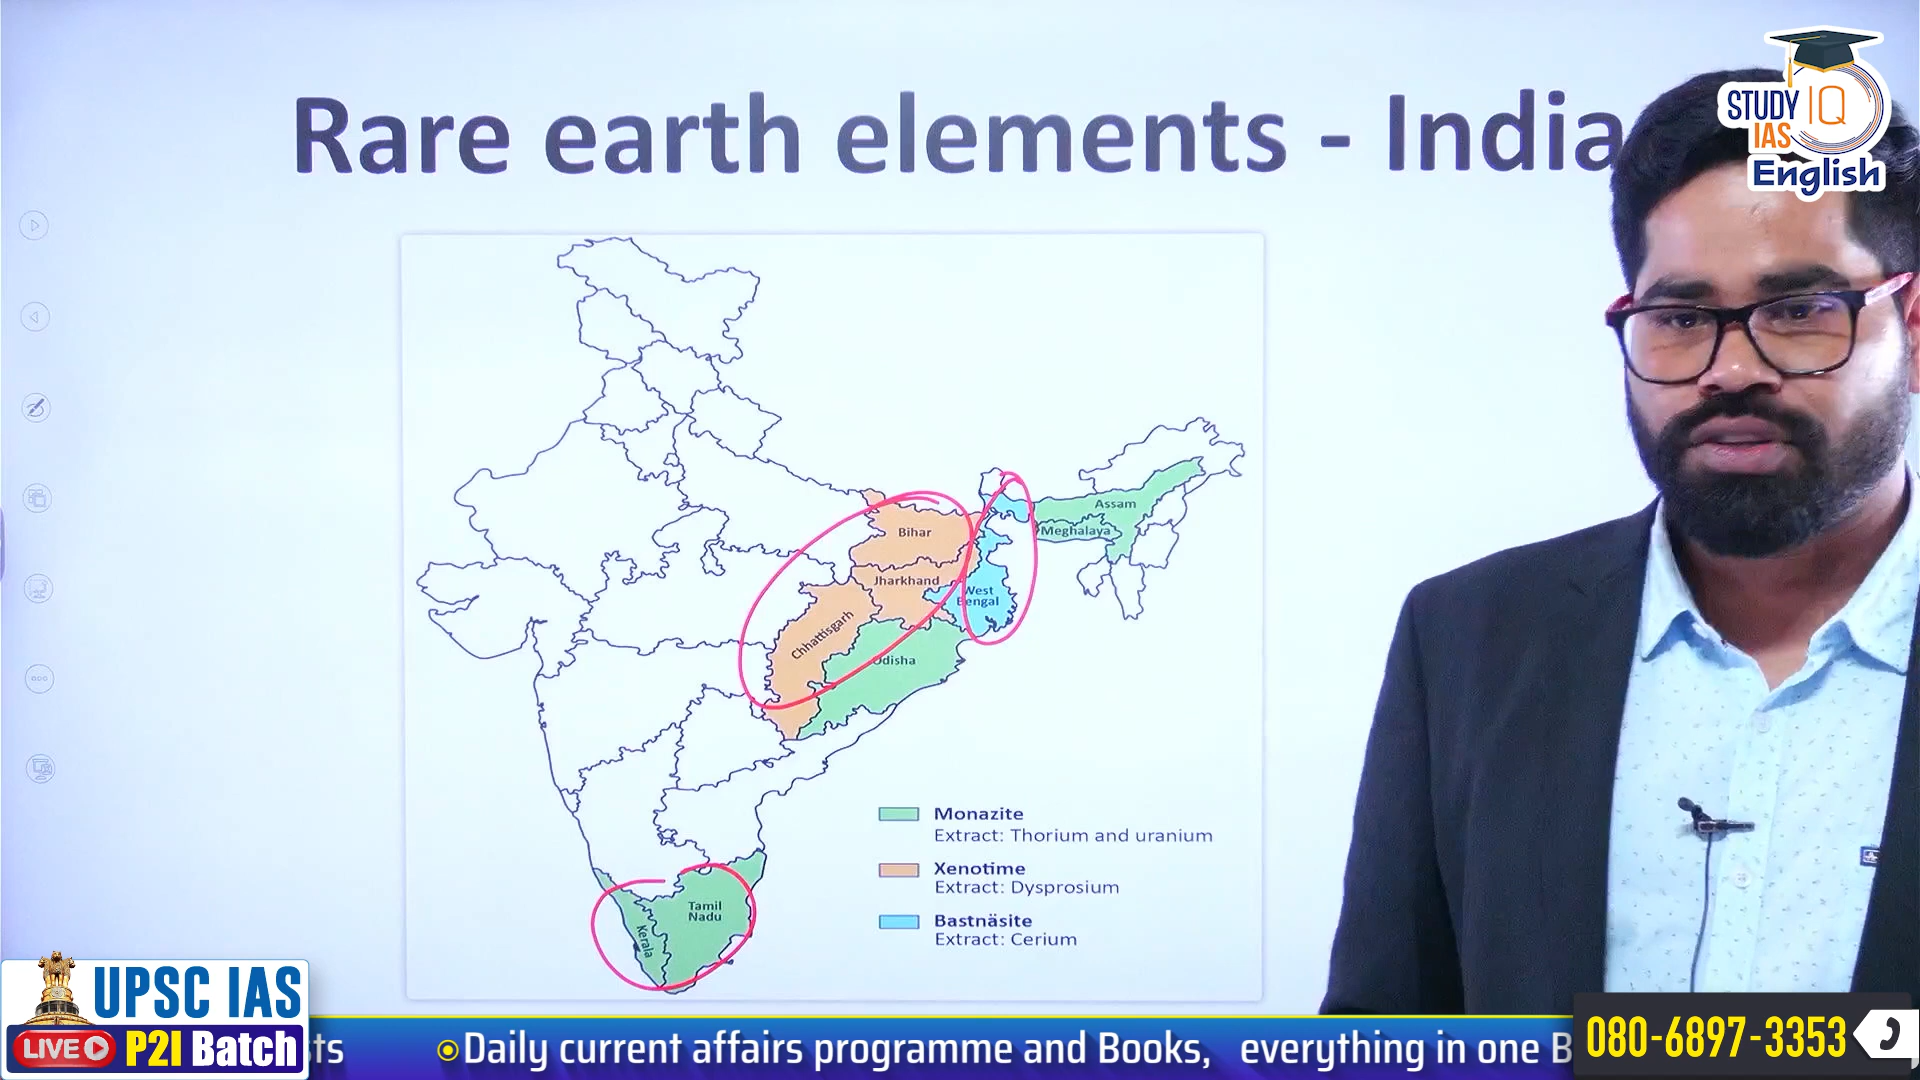 Rare earth elements - India
STUDY IQ
IAS
English
Bihar
Jharkhand
Chhattisgarh
West
Bengal
Odisha
Assam
Meghalaya
Tamil
Nadu
Kerala
Monazite
Extract: Thorium and uranium
Xenotime
Extract: Dysprosium
Bastnäsite
Extract: Cerium
UPSC IAS
LIVE P2I Batch
Daily current affairs programme and Books, everything in one
080-6897-3353